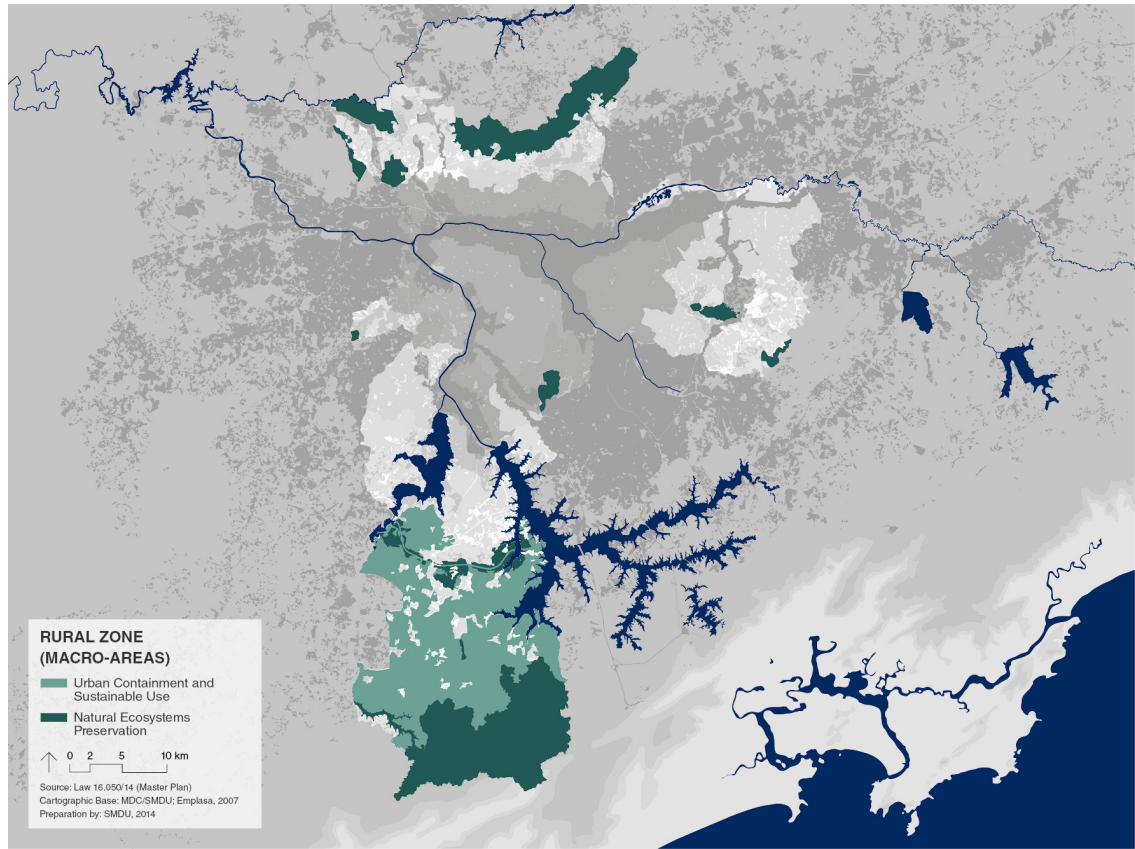 RURAL ZONE
(MACRO-AREAS)
Urban Containment and
Sustainable Use
Natural Ecosystems
Preservation
0 2 5 10 km
Source: Law 16.050/14 (Master Plan)
Cartographic Base: MDC/SMDU; Emplasa, 2007
Preparation by: SMDU, 2014